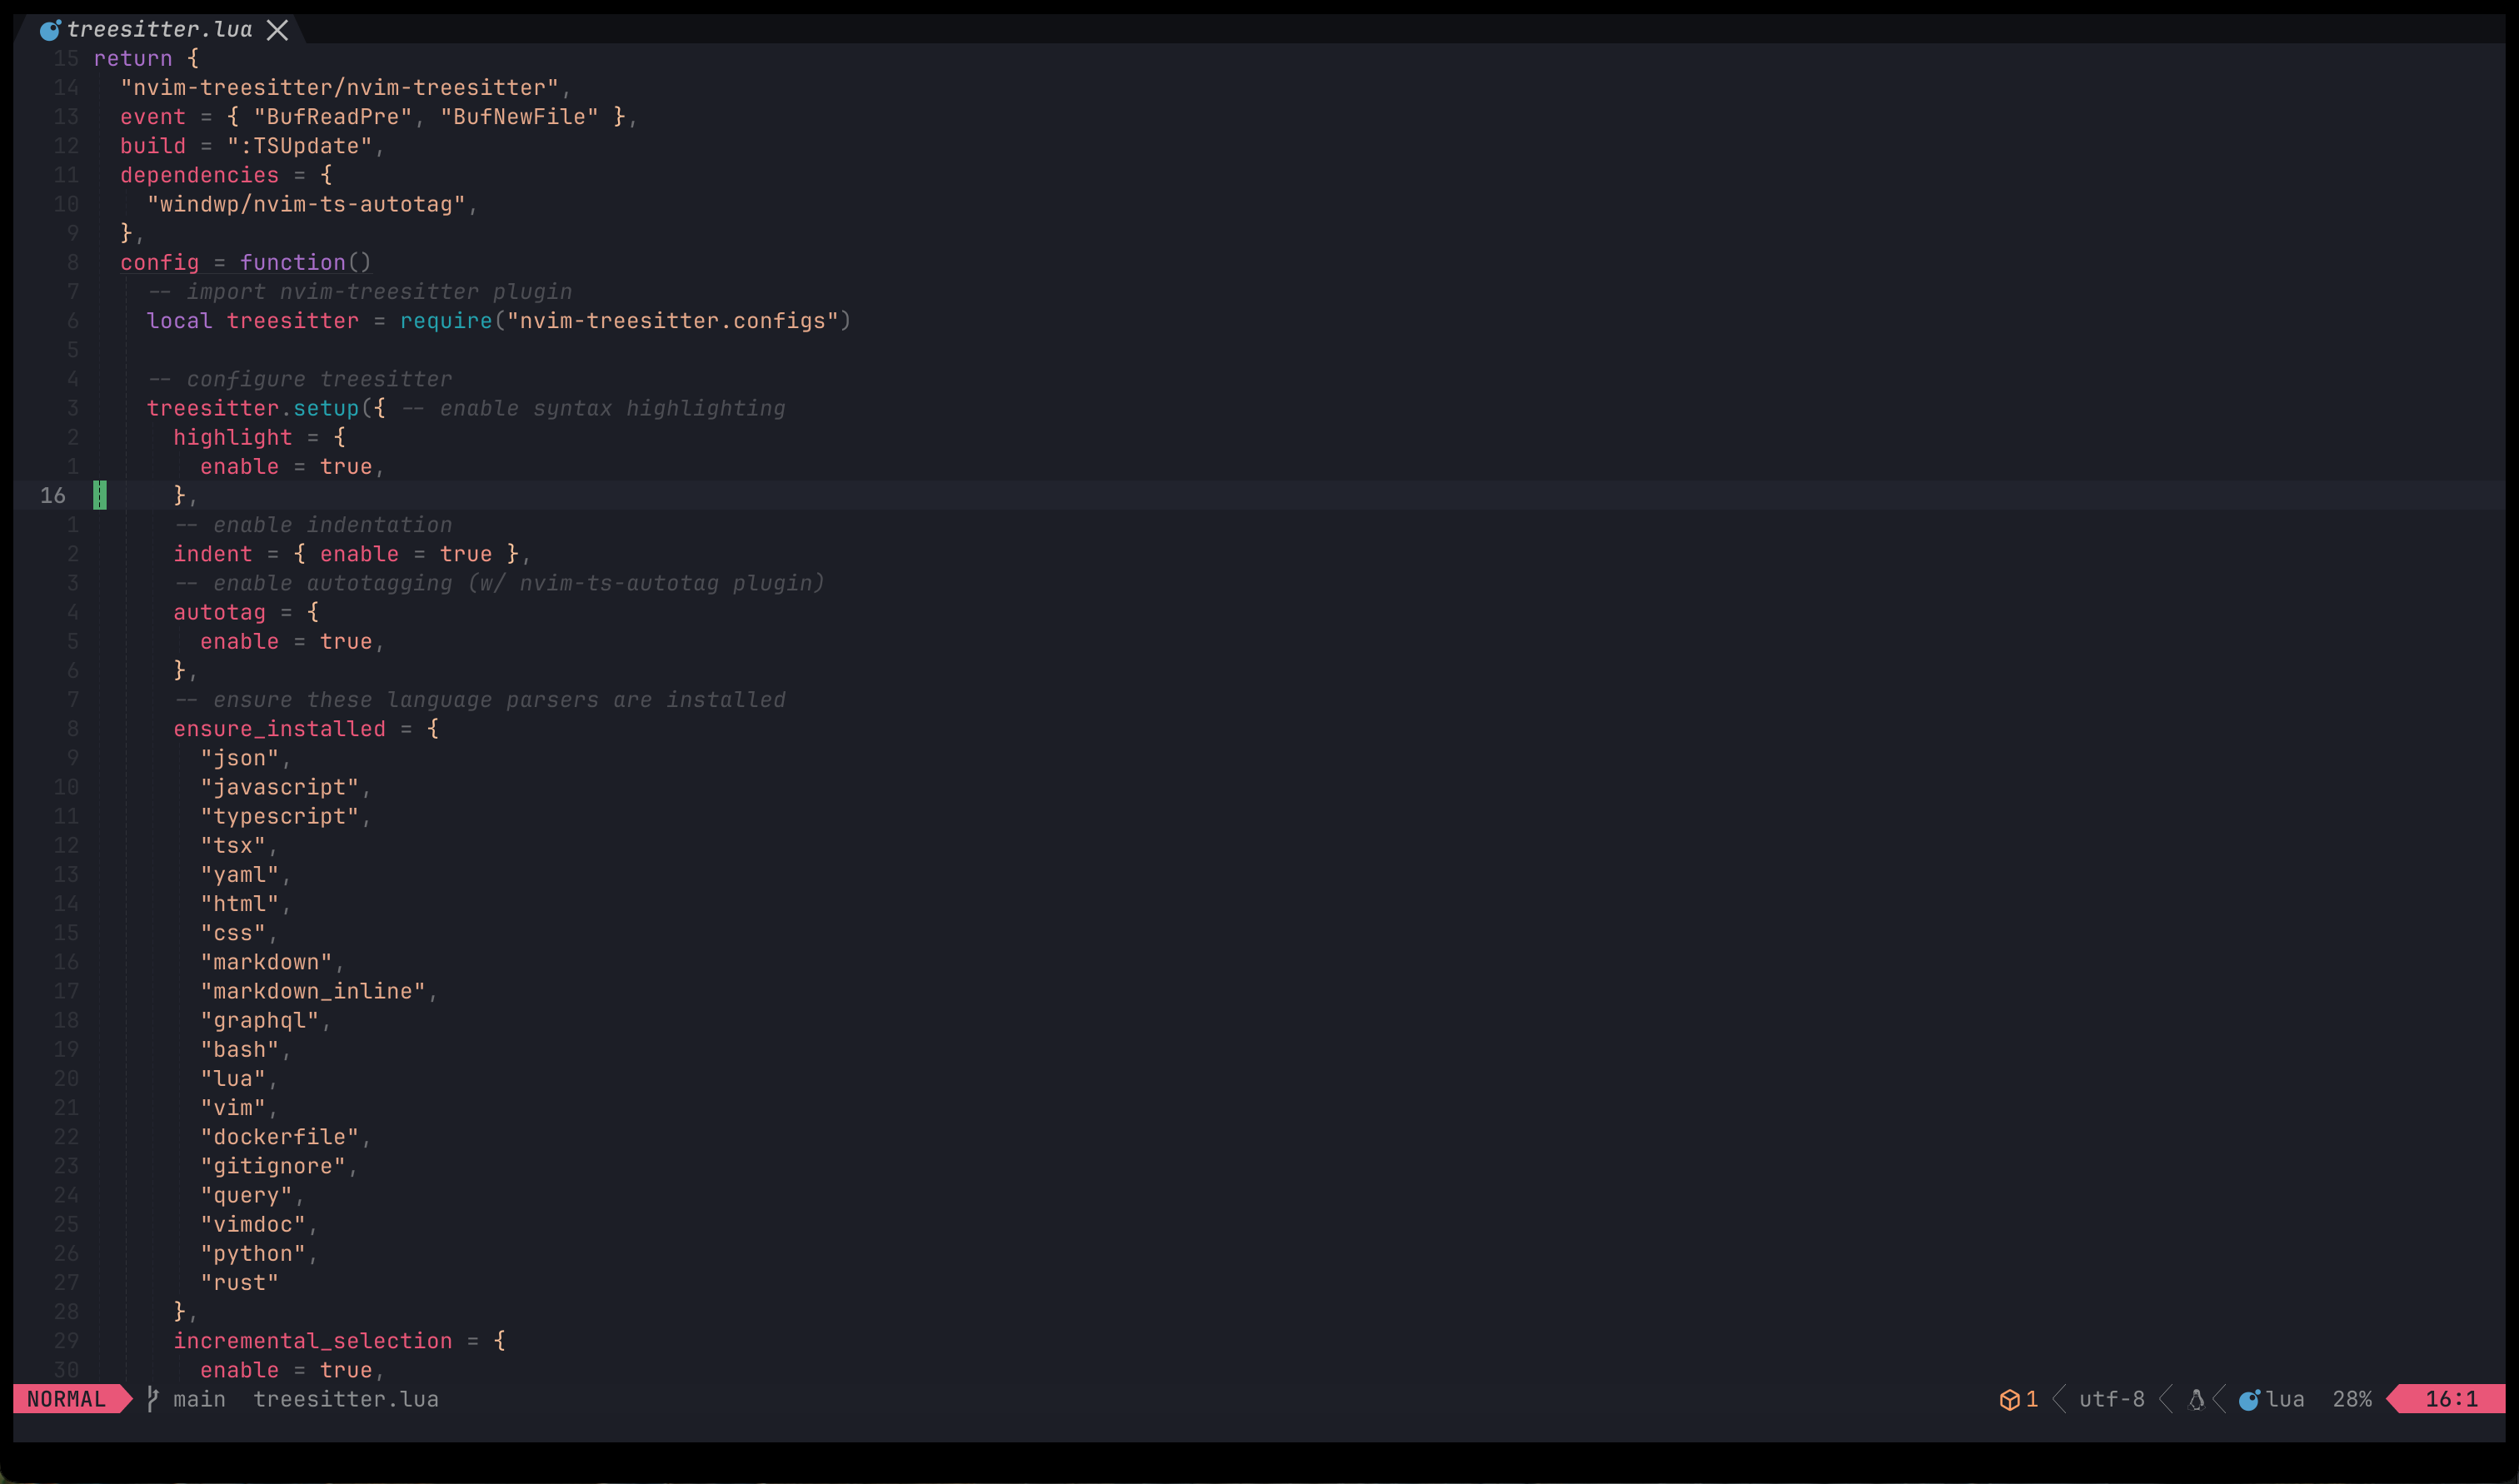 treesitter.lua
15 return {
14   "nvim-treesitter/nvim-treesitter",
13   event = { "BufReadPre", "BufNewFile" },
12   build = ":TSUpdate",
11   dependencies = {
10     "windwp/nvim-ts-autotag",
9   },
8   config = function()
7     -- import nvim-treesitter plugin
6     local treesitter = require("nvim-treesitter.configs")
5
4     -- configure treesitter
3     treesitter.setup({ -- enable syntax highlighting
2       highlight = {
1         enable = true,
16       },
1       -- enable indentation
2       indent = { enable = true },
3       -- enable autotagging (w/ nvim-ts-autotag plugin)
4       autotag = {
5         enable = true,
6       },
7       -- ensure these language parsers are installed
8       ensure_installed = {
9         "json",
10         "javascript",
11         "typescript",
12         "tsx",
13         "yaml",
14         "html",
15         "css",
16         "markdown",
17         "markdown_inline",
18         "graphql",
19         "bash",
20         "lua",
21         "vim",
22         "dockerfile",
23         "gitignore",
24         "query",
25         "vimdoc",
26         "python",
27         "rust"
28       },
29       incremental_selection = {
30         enable = true,
NORMAL main treesitter.lua 1 utf-8 lua 28% 16:1